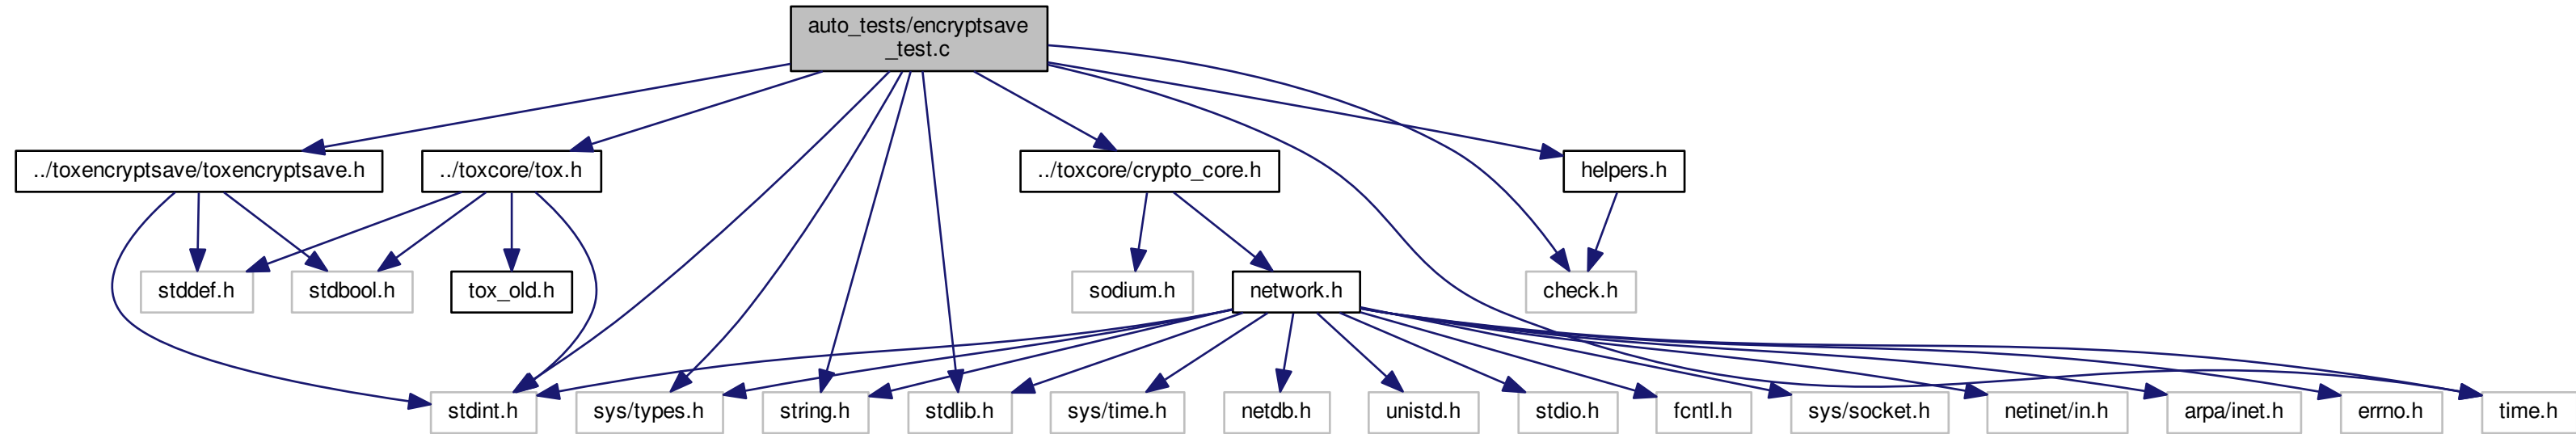 auto_tests/encryptsave
_test.c
../toxencryptsave/toxencryptsave.h
../toxcore/tox.h
../toxcore/crypto_core.h
helpers.h
stddef.h
stdbool.h
tox_old.h
sodium.h
network.h
check.h
stdint.h
sys/types.h
string.h
stdlib.h
sys/time.h
netdb.h
unistd.h
stdio.h
fcntl.h
sys/socket.h
netinet/in.h
arpa/inet.h
errno.h
time.h